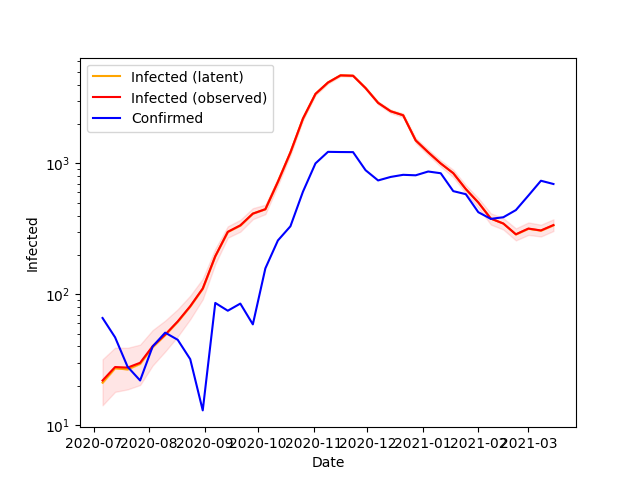 Infected (latent)
Infected (observed)
Confirmed
Infected
10³
10²
10¹
2020-07 2020-08 2020-09 2020-10 2020-11 2020-12 2021-01 2021-02 2021-03
Date